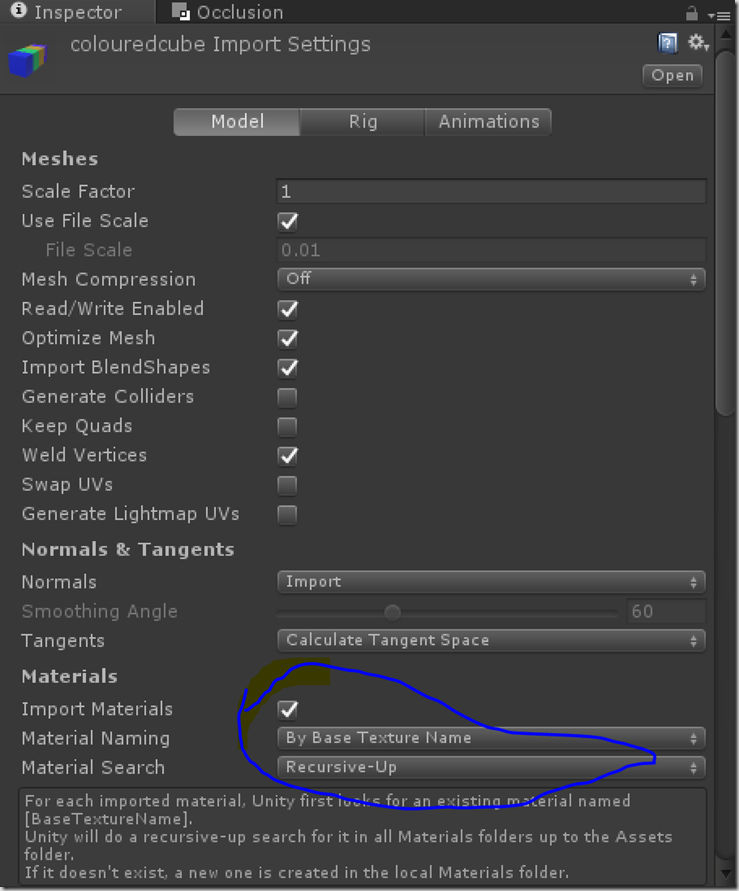 Inspector Occlusion
colouredcube Import Settings
Open
Model Rig Animations
Meshes
Scale Factor 1
Use File Scale
File Scale 0.01
Mesh Compression Off
Read/Write Enabled
Optimize Mesh
Import BlendShapes
Generate Colliders
Keep Quads
Weld Vertices
Swap UVs
Generate Lightmap UVs
Normals & Tangents
Normals Import
Smoothing Angle 60
Tangents Calculate Tangent Space
Materials
Import Materials
Material Naming By Base Texture Name
Material Search Recursive-Up
For each imported material, Unity first looks for an existing material named
[BaseTextureName].
Unity will do a recursive-up search for it in all Materials folders up to the Assets
folder.
If it doesn't exist, a new one is created in the local Materials folder.